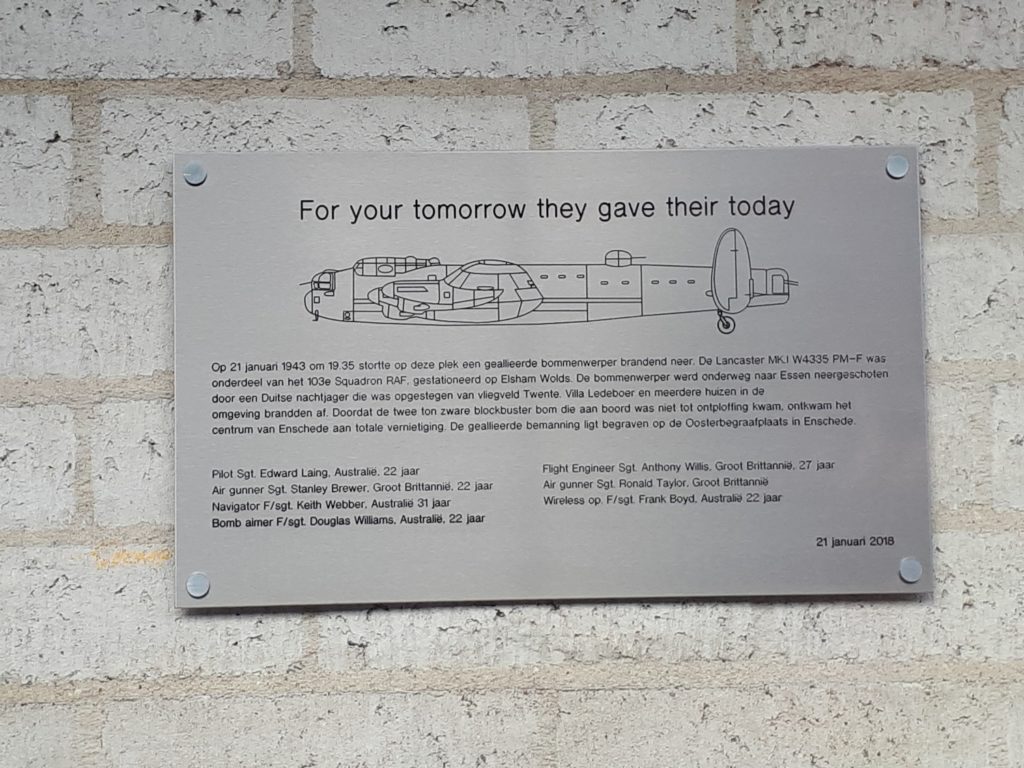 For your tomorrow they gave their today
Op 21 januari 1943 om 19.35 stortte op deze plek een geallieerde bommenwerper brandend neer. De Lancaster MK.I W4335 PM-F was
onderdeel van het 103e Squadron RAF, gestationeerd op Elsham Wolds. De bommenwerper werd onderweg naar Essen neergeschoten
door een Duitse nachtjager die was opgestegen van vliegveld Twente. Villa Ledeboer en meerdere huizen in de
omgeving brandden af. Doordat de twee ton zware blockbuster bom die aan boord was niet tot ontploffing kwam, ontkwam het
centrum van Enschede aan totale vernietiging. De geallieerde bemanning ligt begraven op de Oosterbegraafplaats in Enschede.
Pilot Sgt. Edward Laing, Australië, 22 jaar
Air gunner Sgt. Stanley Brewer, Groot Brittannië, 22 jaar
Navigator F/sgt. Keith Webber, Australië 31 jaar
Bomb aimer F/sgt. Douglas Williams, Australië, 22 jaar
Flight Engineer Sgt. Anthony Willis, Groot Brittannië, 27 jaar
Air gunner Sgt. Ronald Taylor, Groot Brittannië
Wireless op. F/sgt. Frank Boyd, Australië 22 jaar
21 januari 2018